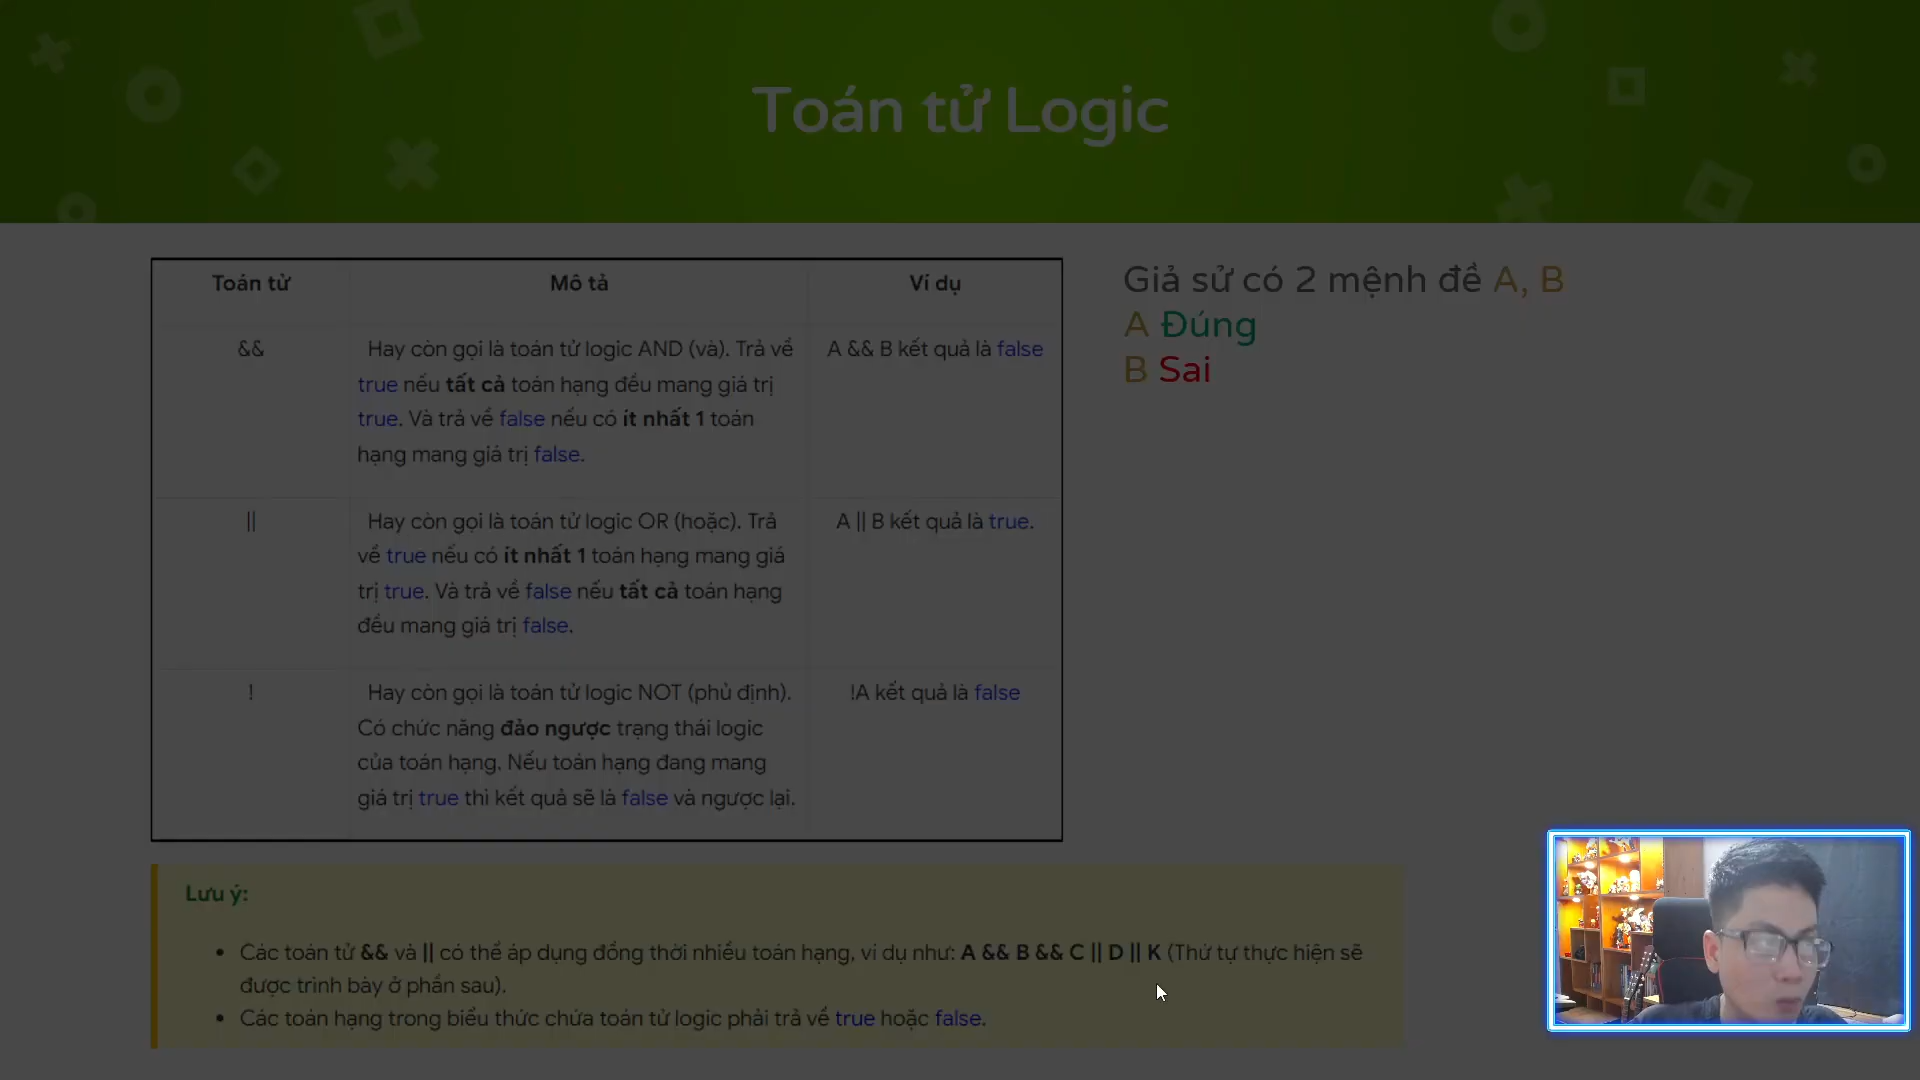 Toán tử Logic
Toán tử
Mô tả
Ví dụ
&&
Hay còn gọi là toán tử logic AND (và). Trả về
true nếu tất cả toán hạng đều mang giá trị
true. Và trả về false nếu có ít nhất 1 toán
hạng mang giá trị false.
A && B kết quả là false
||
Hay còn gọi là toán tử logic OR (hoặc). Trả
về true nếu có ít nhất 1 toán hạng mang giá
trị true. Và trả về false nếu tất cả toán hạng
đều mang giá trị false.
A || B kết quả là true.
!
Hay còn gọi là toán tử logic NOT (phủ định).
Có chức năng đảo ngược trạng thái logic
của toán hạng. Nếu toán hạng đang mang
giá trị true thì kết quả sẽ là false và ngược lại.
!A kết quả là false
Giả sử có 2 mệnh đề A, B
A Đúng
B Sai
Lưu ý:
• Các toán tử && và || có thể áp dụng đồng thời nhiều toán hạng, ví dụ như: A && B && C || D || K (Thứ tự thực hiện sẽ
được trình bày ở phần sau).
• Các toán hạng trong biểu thức chứa toán tử logic phải trả về true hoặc false.